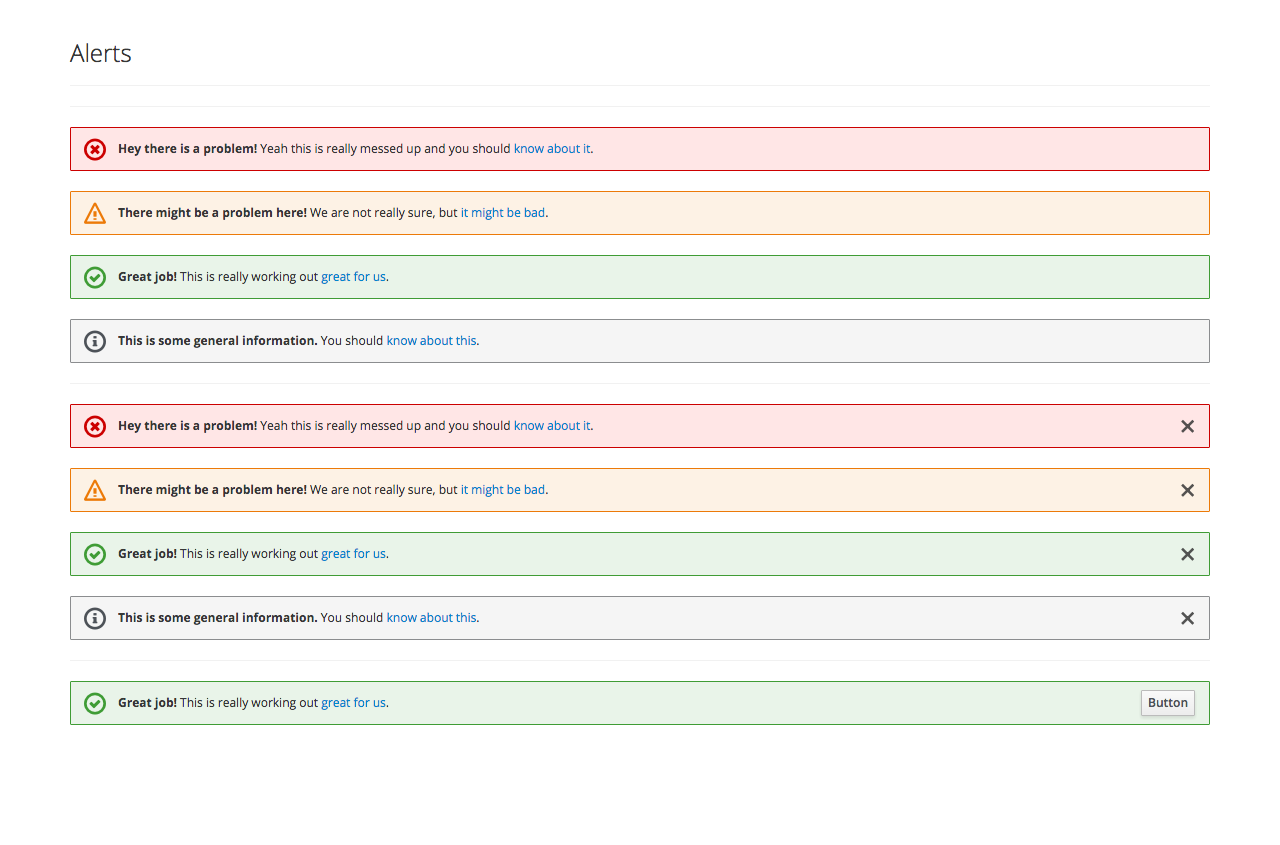 Alerts
Hey there is a problem! Yeah this is really messed up and you should know about it.
There might be a problem here! We are not really sure, but it might be bad.
Great job! This is really working out great for us.
This is some general information. You should know about this.
Hey there is a problem! Yeah this is really messed up and you should know about it.
There might be a problem here! We are not really sure, but it might be bad.
Great job! This is really working out great for us.
This is some general information. You should know about this.
Great job! This is really working out great for us. Button